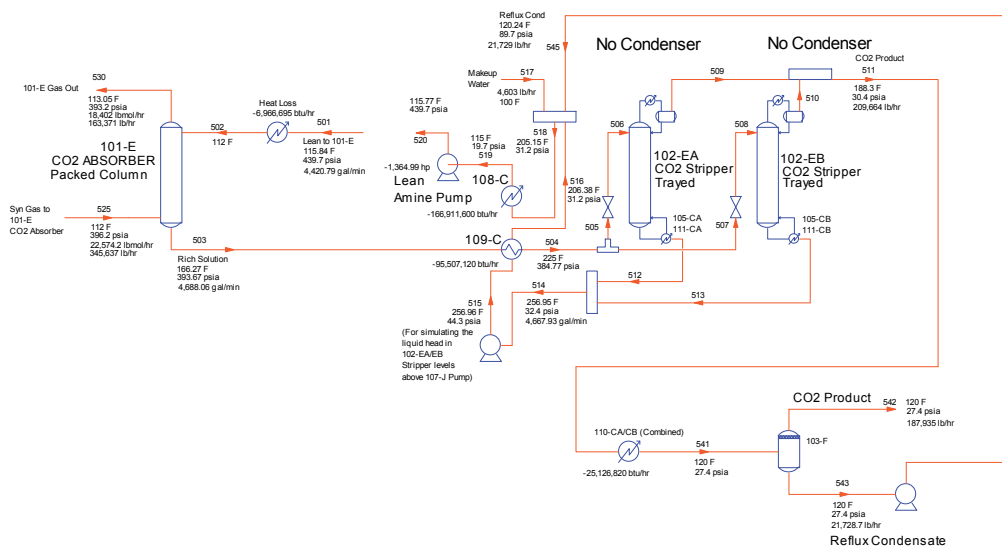 Reflux Cond
120.24 F
89.7 psia
21,729 lb/hr
545
No Condenser
No Condenser
530
101-E Gas Out
113.05 F
393.2 psia
18,402 lbmol/hr
163,371 lb/hr
Heat Loss
-6,966,695 btu/hr
502
112 F
501
Lean to 101-E
115.84 F
439.7 psia
4,420.79 gal/min
101-E
CO2 ABSORBER
Packed Column
Syn Gas to
101-E
CO2 Absorber
525
112 F
396.2 psia
22,574.2 lbmol/hr
345,637 lb/hr
503
Rich Solution
166.27 F
393.67 psia
4,688.06 gal/min
Makeup
Water
517
4,603 lb/hr
100 F
115.77 F
439.7 psia
520
115 F
19.7 psia
519
-1,364.99 hp
Lean
Amine Pump
108-C
-166,911,600 btu/hr
518
205.15 F
31.2 psia
516
206.38 F
31.2 psia
109-C
-95,507,120 btu/hr
504
225 F
384.77 psia
505
506
507
508
509
510
511
CO2 Product
188.3 F
30.4 psia
209,664 lb/hr
102-EA
CO2 Stripper
Trayed
105-CA
111-CA
102-EB
CO2 Stripper
Trayed
105-CB
111-CB
512
513
514
256.95 F
32.4 psia
4,667.93 gal/min
515
256.96 F
44.3 psia
(For simulating the
liquid head in
102-EA/EB
Stripper levels
above 107-J Pump)
110-CA/CB (Combined)
-25,126,820 btu/hr
541
120 F
27.4 psia
CO2 Product
542
120 F
27.4 psia
187,935 lb/hr
103-F
543
120 F
27.4 psia
21,728.7 lb/hr
Reflux Condensate